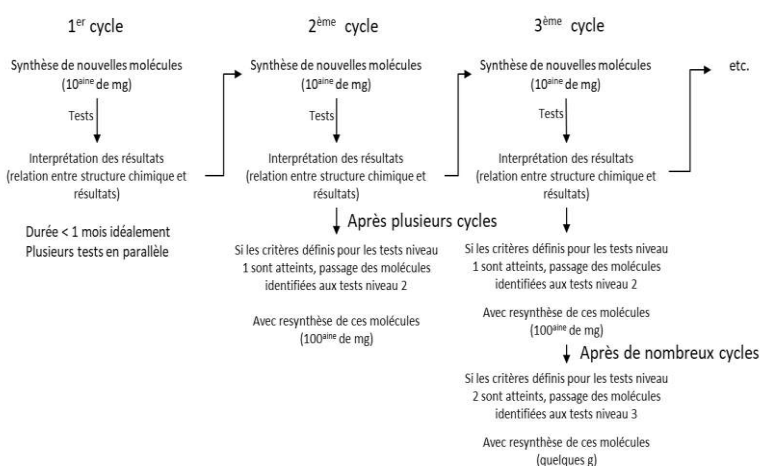 1er cycle
Synthèse de nouvelles molécules
(10aine de mg)
Tests
Interprétation des résultats
(relation entre structure chimique et
résultats)
Durée < 1 mois idéalement
Plusieurs tests en parallèle
2ème cycle
Synthèse de nouvelles molécules
(10aine de mg)
Tests
Interprétation des résultats
(relation entre structure chimique et
résultats)
Après plusieurs cycles
Si les critères définis pour les tests niveau
1 sont atteints, passage des molécules
identifiées aux tests niveau 2
Avec resynthèse de ces molécules
(100aine de mg)
3ème cycle
Synthèse de nouvelles molécules
(10aine de mg)
Tests
Interprétation des résultats
(relation entre structure chimique et
résultats)
Si les critères définis pour les tests niveau
1 sont atteints, passage des molécules
identifiées aux tests niveau 2
Avec resynthèse de ces molécules
(100aine de mg)
Après de nombreux cycles
Si les critères définis pour les tests niveau
2 sont atteints, passage des molécules
identifiées aux tests niveau 3
Avec resynthèse de ces molécules
(quelques g)
etc.